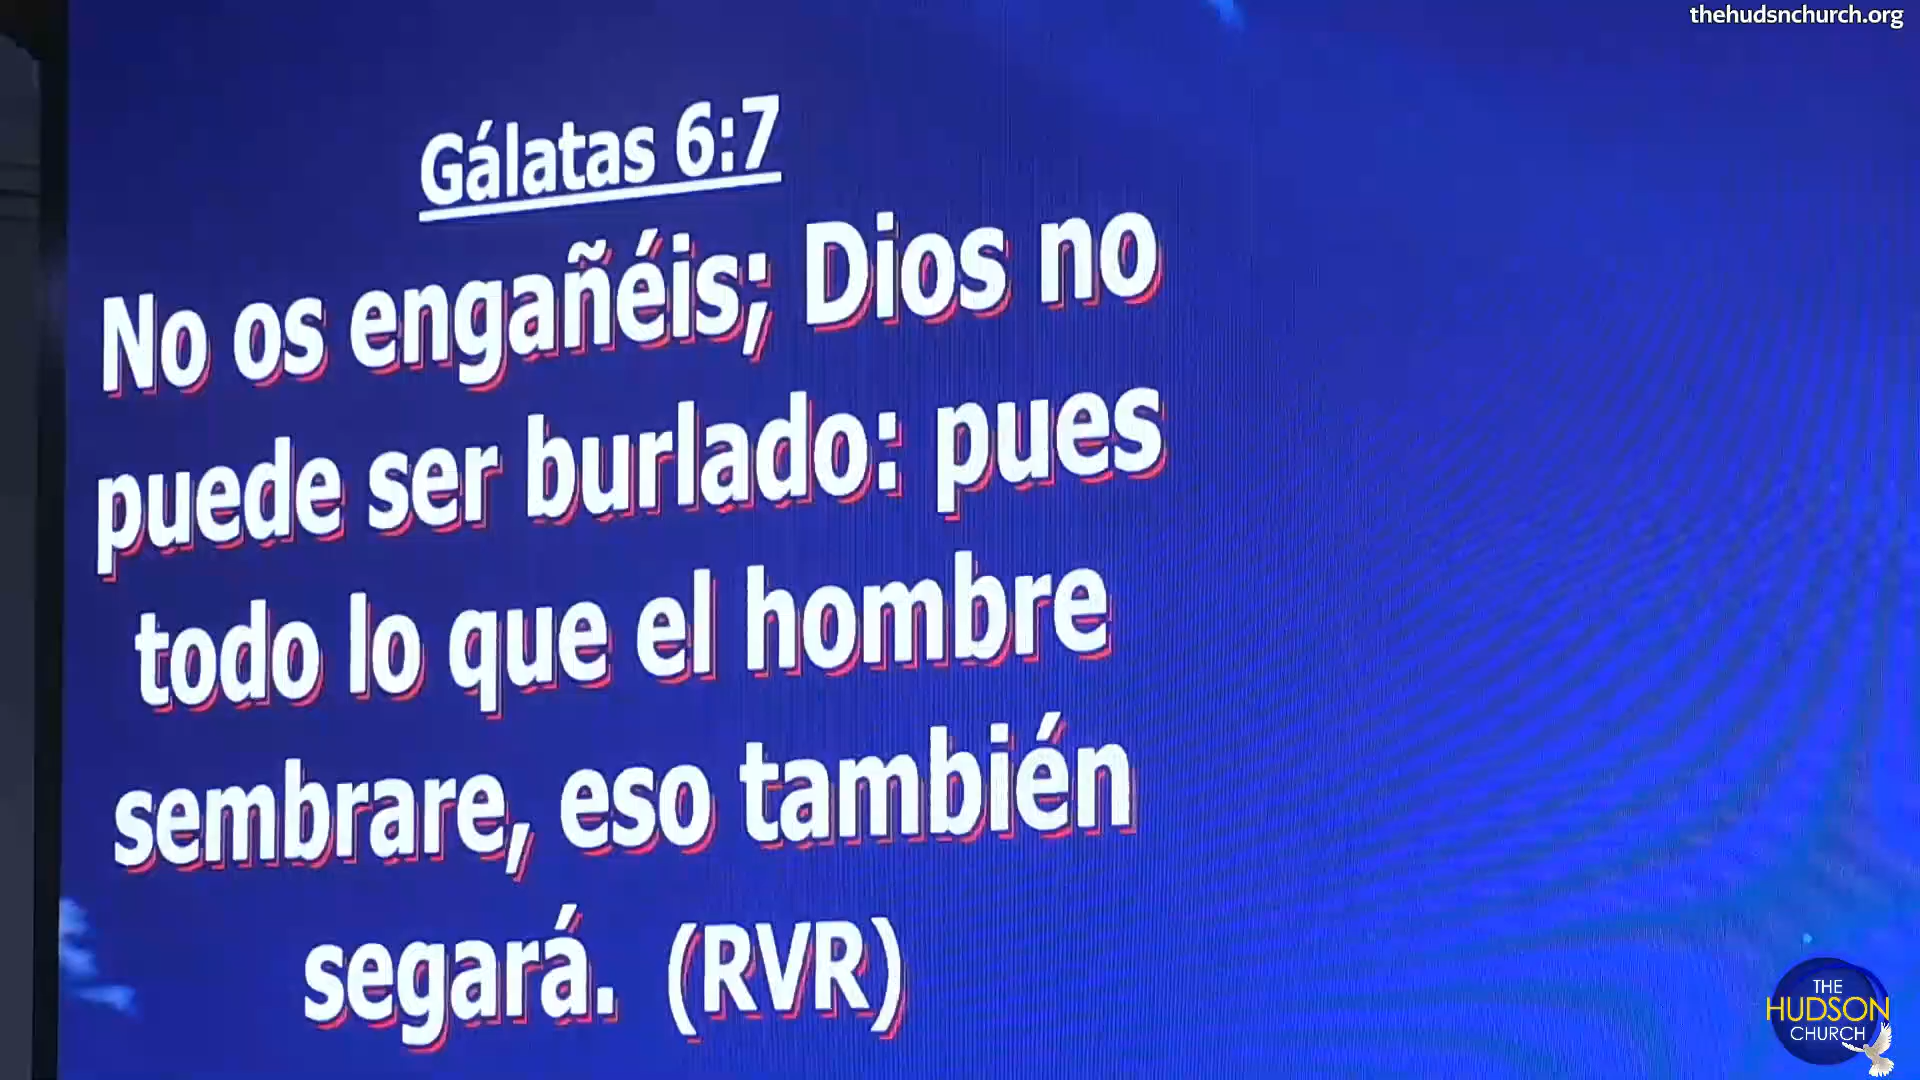 thehudsnchurch.org
Gálatas 6:7
No os engañéis; Dios no
puede ser burlado: pues
todo lo que el hombre
sembrare, eso también
segará. (RVR)
THE
HUDSON
CHURCH